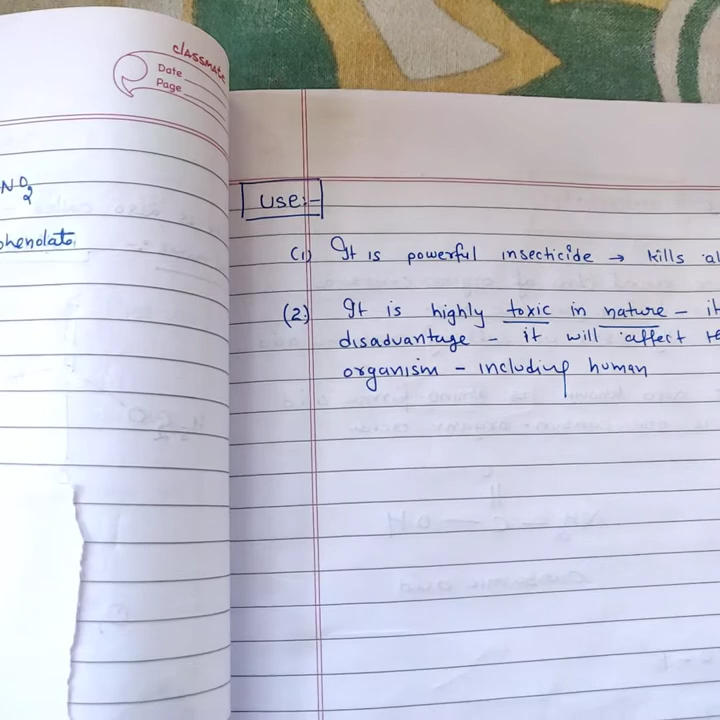 classmate
Date
Page
NO2
phenolate
USE:-
(1) It is powerful insecticide → kills al
(2) It is highly toxic in nature - it
disadvantage - it will affect te
organism - including human